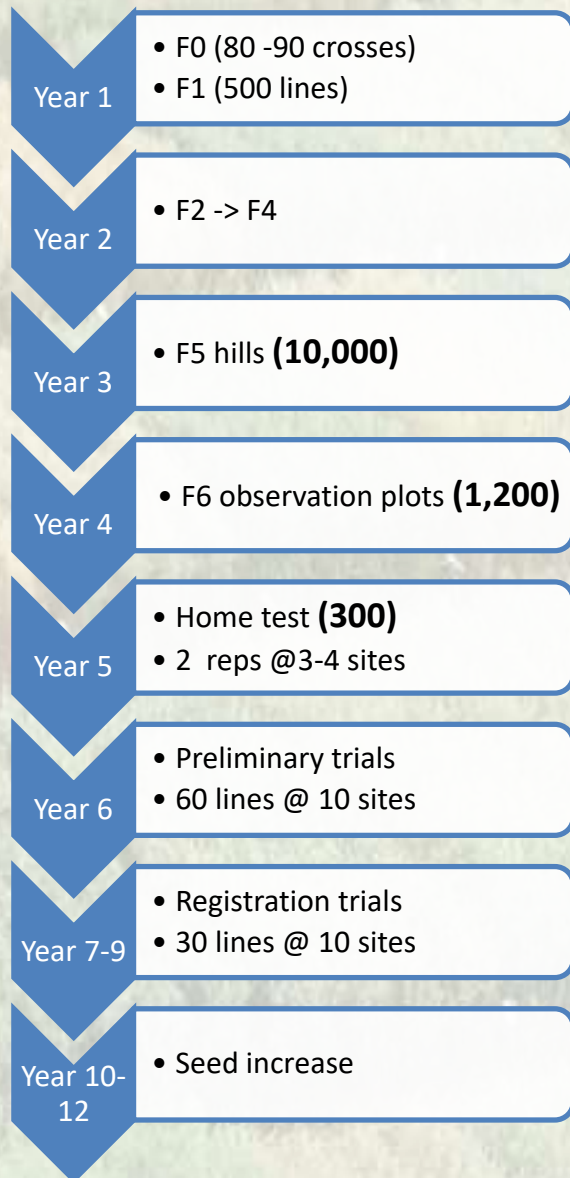 Year 1
• F0 (80 -90 crosses)
• F1 (500 lines)
Year 2
• F2 -> F4
Year 3
• F5 hills (10,000)
Year 4
• F6 observation plots (1,200)
Year 5
• Home test (300)
• 2 reps @3-4 sites
Year 6
• Preliminary trials
• 60 lines @ 10 sites
Year 7-9
• Registration trials
• 30 lines @ 10 sites
Year 10-
12
• Seed increase